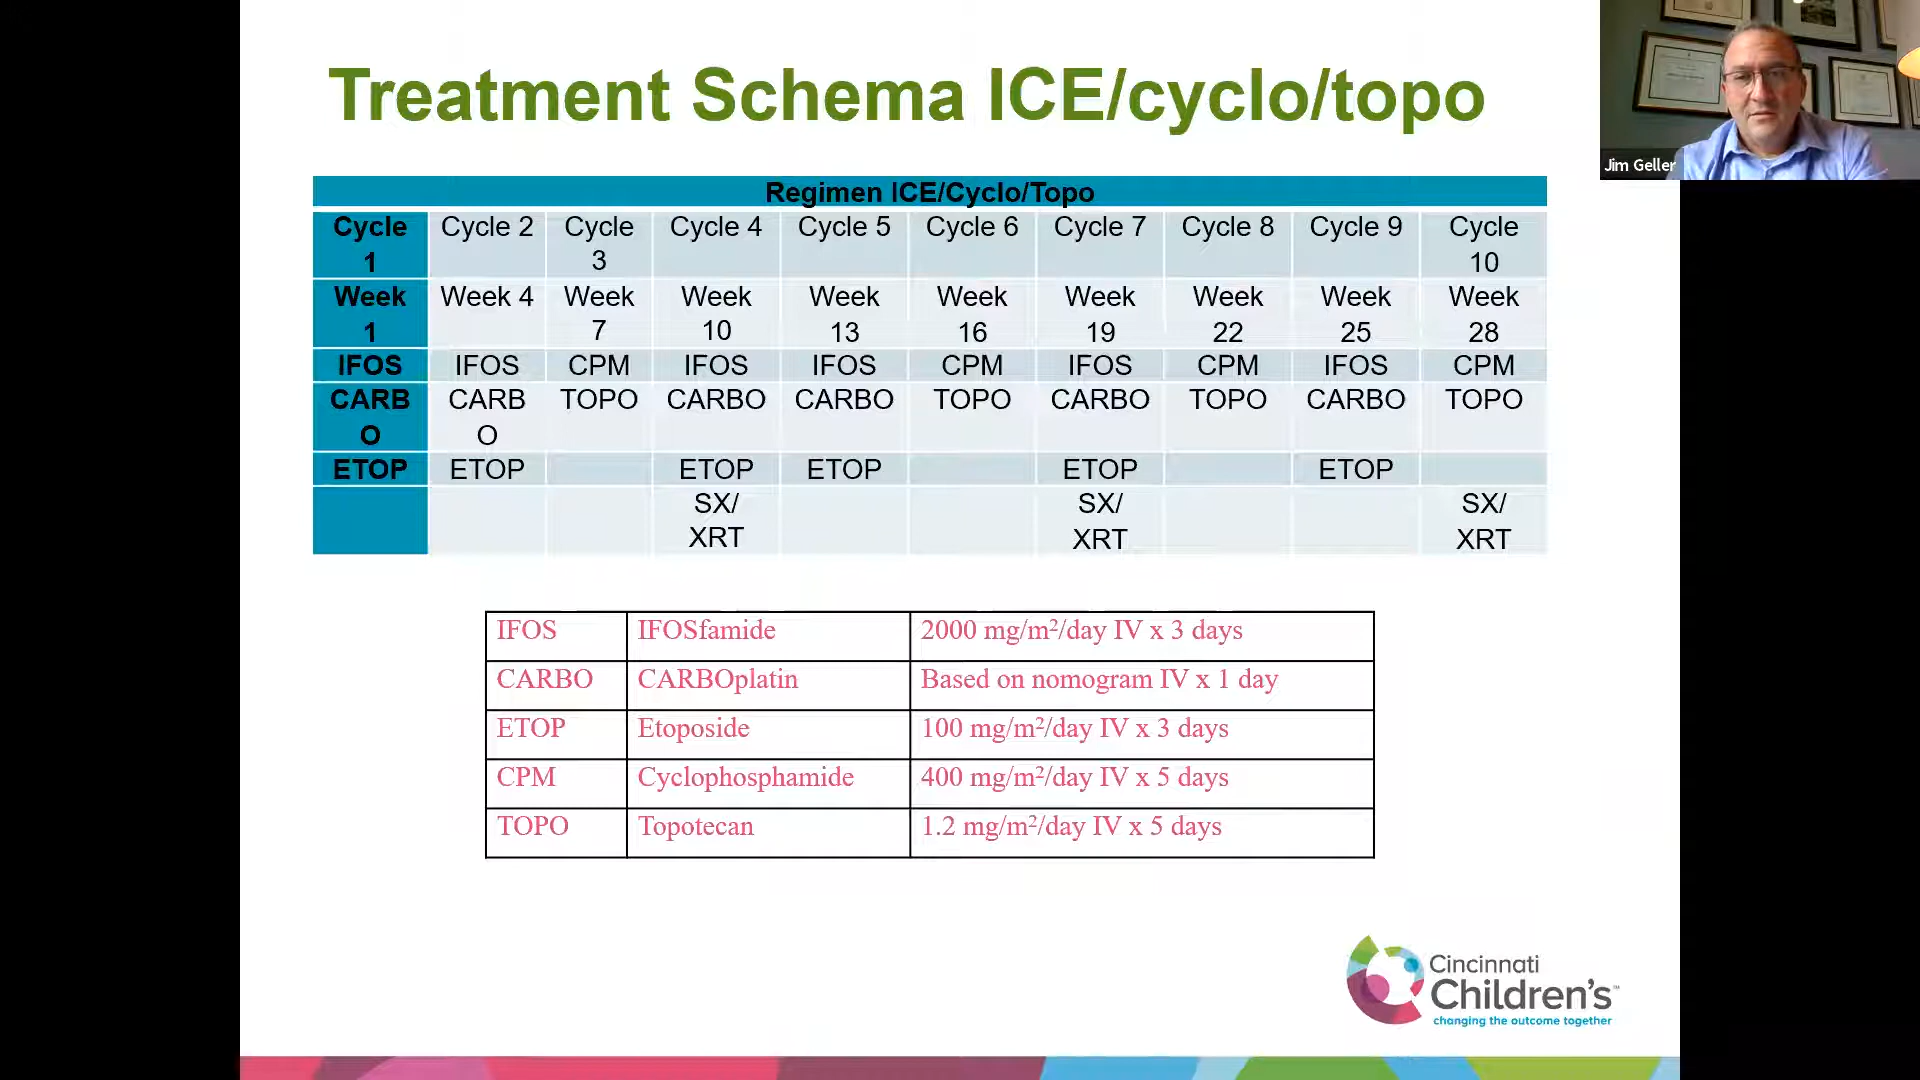 Treatment Schema ICE/cyclo/topo
Jim Geller
Regimen ICE/Cyclo/Topo
Cycle 1 Cycle 2 Cycle 3 Cycle 4 Cycle 5 Cycle 6 Cycle 7 Cycle 8 Cycle 9 Cycle 10
Week 1 Week 4 Week 7 Week 10 Week 13 Week 16 Week 19 Week 22 Week 25 Week 28
IFOS IFOS CPM IFOS IFOS CPM IFOS CPM IFOS CPM
CARBO CARBO TOPO CARBO CARBO TOPO CARBO TOPO CARBO TOPO
ETOP ETOP ETOP ETOP ETOP ETOP
SX/XRT SX/XRT SX/XRT
IFOS IFOSfamide 2000 mg/m²/day IV x 3 days
CARBO CARBOplatin Based on nomogram IV x 1 day
ETOP Etoposide 100 mg/m²/day IV x 3 days
CPM Cyclophosphamide 400 mg/m²/day IV x 5 days
TOPO Topotecan 1.2 mg/m²/day IV x 5 days
Cincinnati
Children's™
changing the outcome together